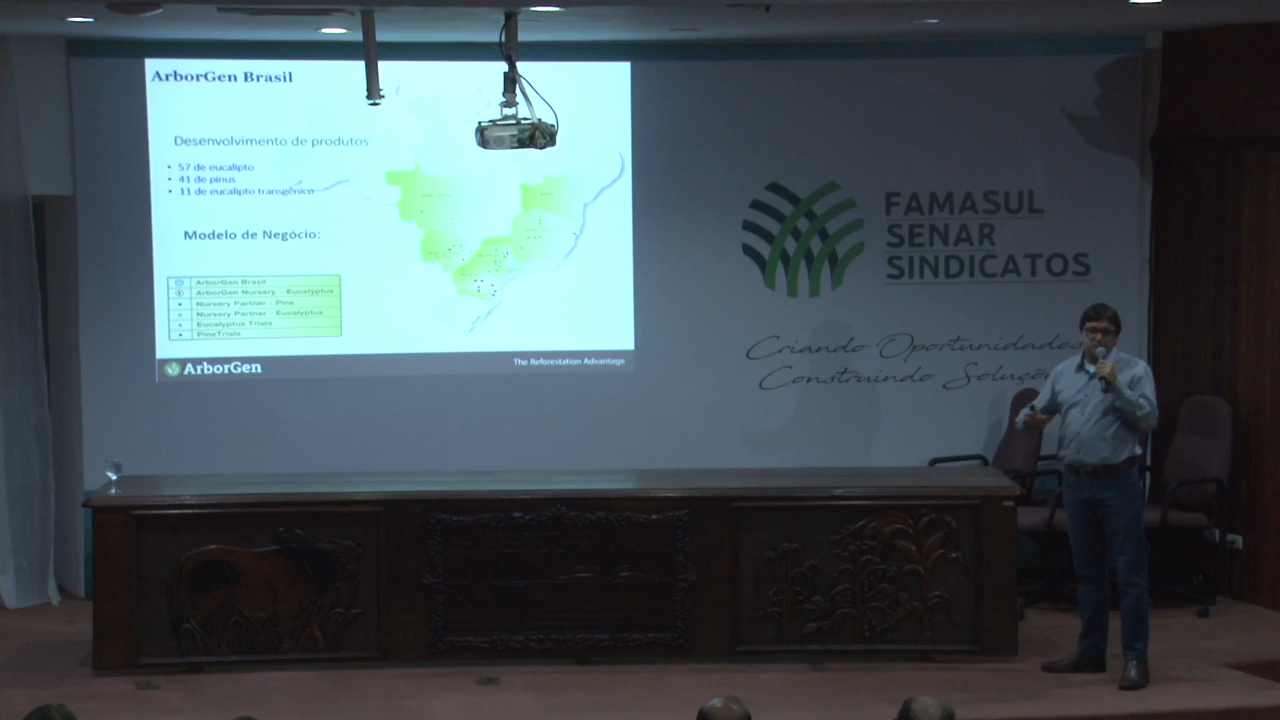 ArborGen Brasil
Desenvolvimento de produtos:
• 57 de eucalipto
• 41 de pinus
• 11 de eucalipto transgênico
Modelo de Negócio:
ArborGen Brazil
ArborGen Nursery - Eucalyptus
Nursery Partner - Pine
Nursery Partner - Eucalyptus
Eucalyptus Trials
Pine Trials
ArborGen
The Reforestation Advantage
FAMASUL
SENAR
SINDICATOS
Criando Oportunidades
Construindo